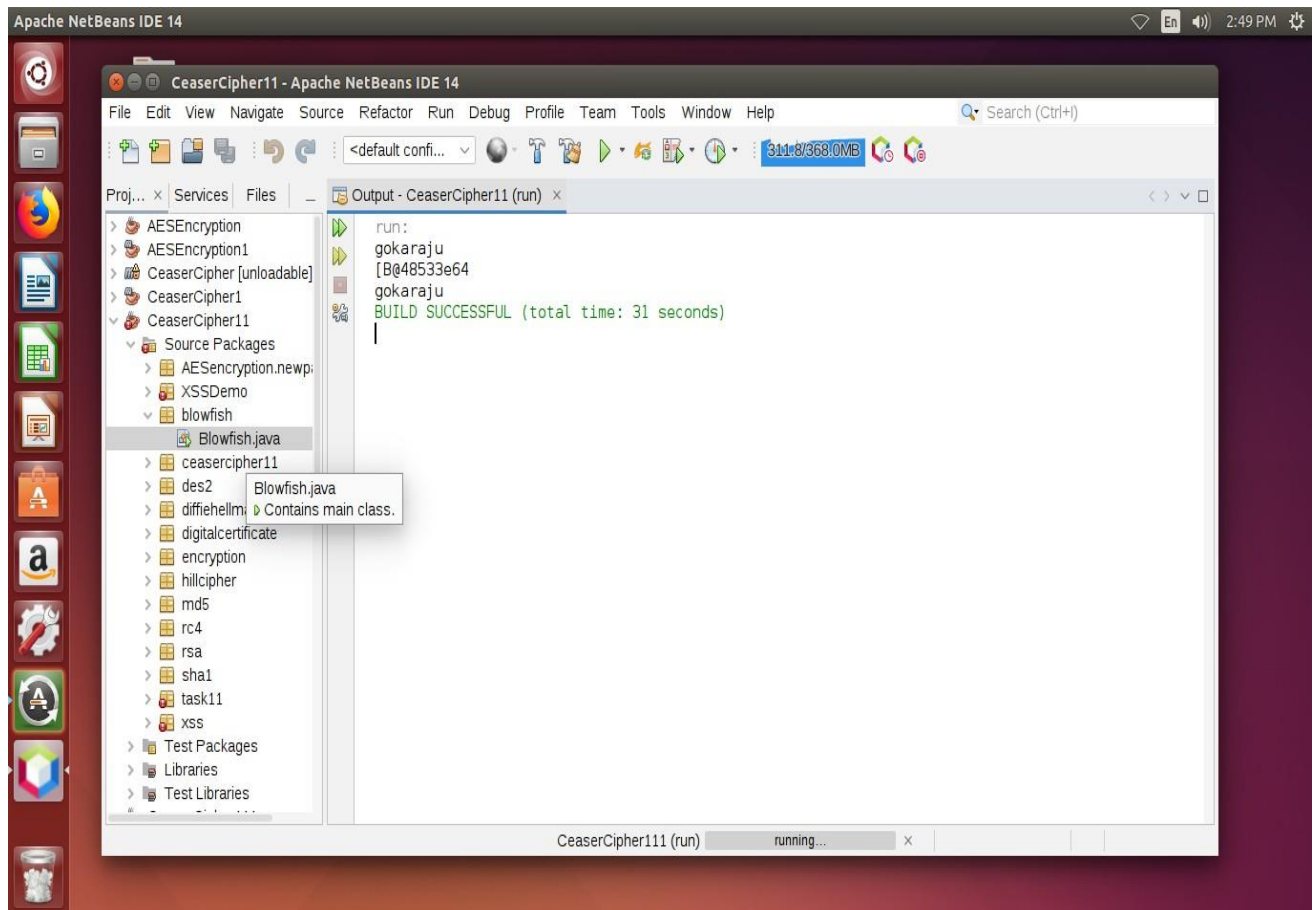 Apache NetBeans IDE 14
En
2:49 PM
CeaserCipher11 - Apache NetBeans IDE 14
File Edit View Navigate Source Refactor Run Debug Profile Team Tools Window Help
Search (Ctrl+I)
<default confi...
311.8/368.0MB
Proj... × Services Files
Output - CeaserCipher11 (run) ×
AESEncryption
AESEncryption1
CeaserCipher [unloadable]
CeaserCipher1
CeaserCipher11
Source Packages
AESencryption.newp
XSSDemo
blowfish
Blowfish.java
ceasercipher11
des2
diffiehellm
digitalcertificate
encryption
hillcipher
md5
rc4
rsa
sha1
task11
xss
Test Packages
Libraries
Test Libraries
Blowfish.java
Contains main class.
run:
gokaraju
[B@48533e64
gokaraju
BUILD SUCCESSFUL (total time: 31 seconds)
CeaserCipher111 (run) running...